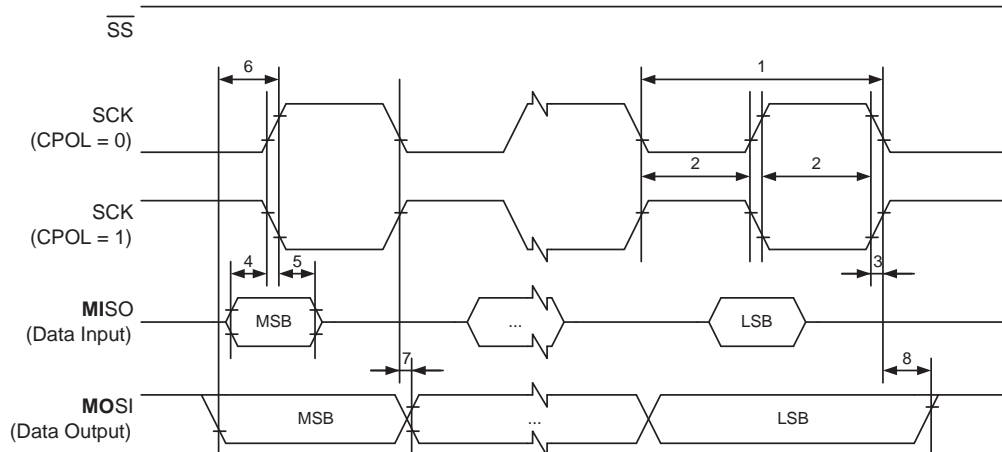 SS
6
1
SCK
(CPOL = 0)
2
2
SCK
(CPOL = 1)
4
5
3
MISO
(Data Input)
MSB
...
LSB
7
8
MOSI
(Data Output)
MSB
...
LSB